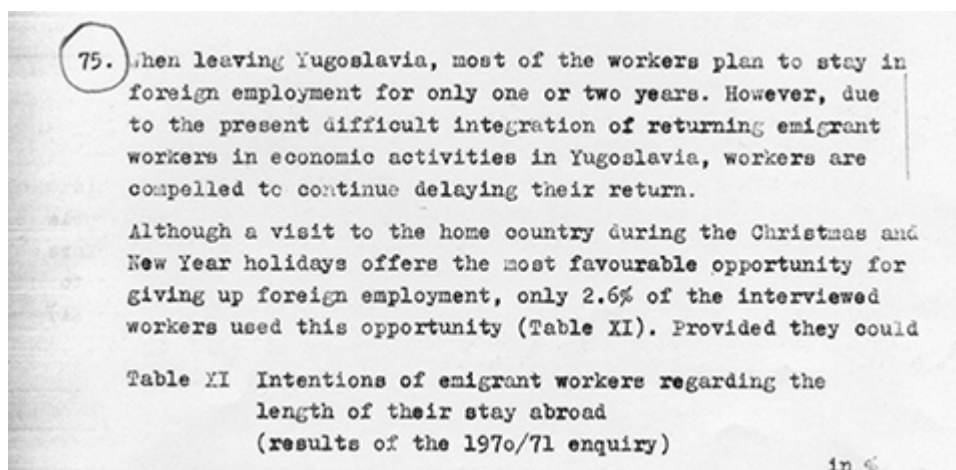 75. When leaving Yugoslavia, most of the workers plan to stay in
foreign employment for only one or two years. However, due
to the present difficult integration of returning emigrant
workers in economic activities in Yugoslavia, workers are
compelled to continue delaying their return.
Although a visit to the home country during the Christmas and
New Year holidays offers the most favourable opportunity for
giving up foreign employment, only 2.6% of the interviewed
workers used this opportunity (Table XI). Provided they could
Table XI Intentions of emigrant workers regarding the
length of their stay abroad
(results of the 197o/71 enquiry)
in %